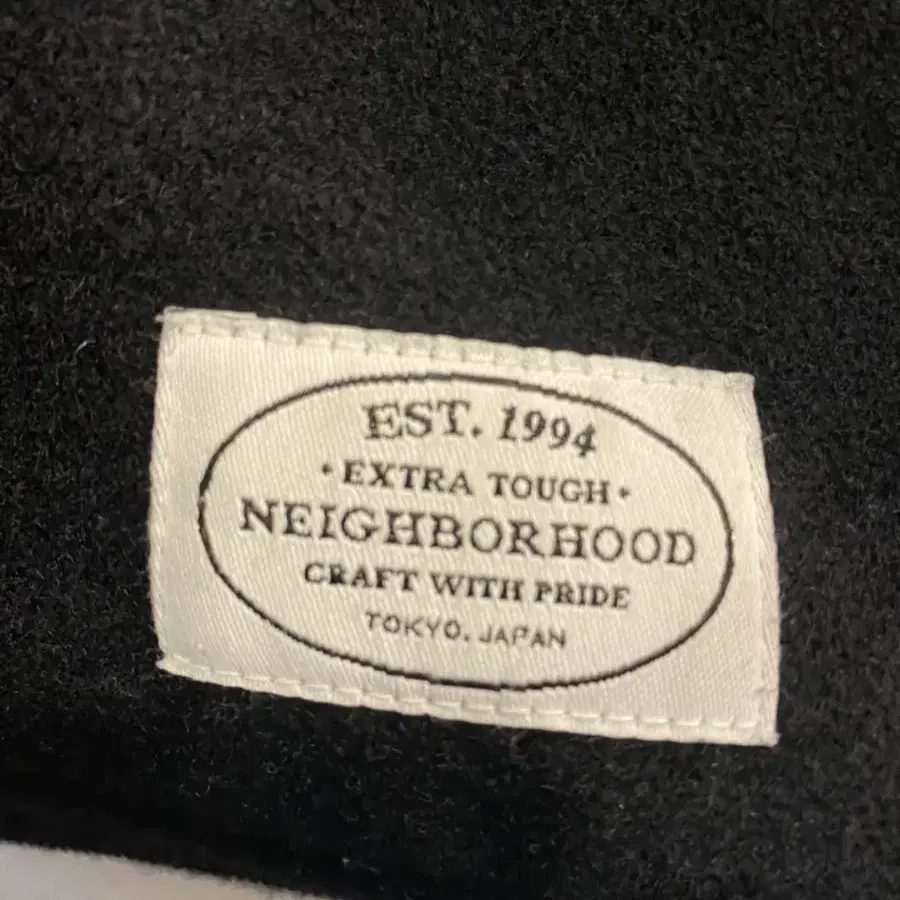 EST. 1994
• EXTRA TOUGH •
NEIGHBORHOOD
CRAFT WITH PRIDE
TOKYO. JAPAN